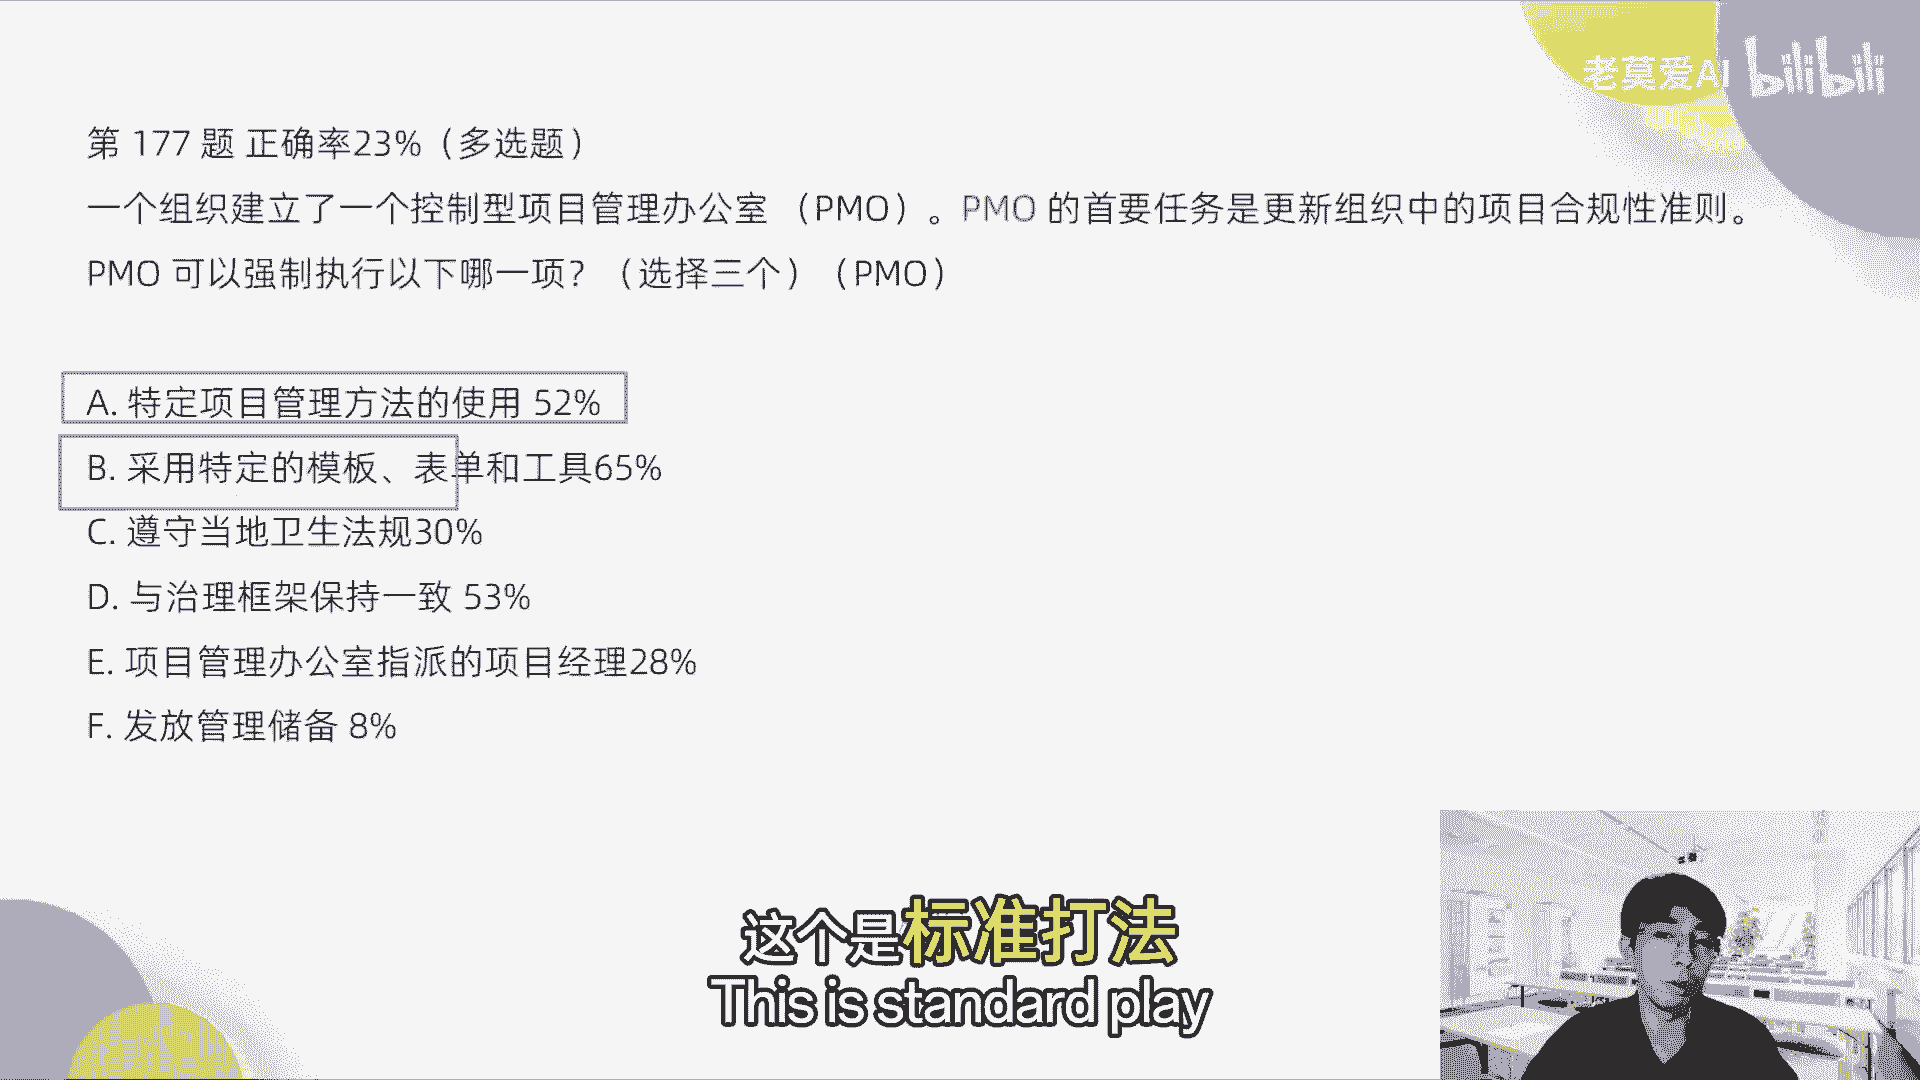 老莫爱AI bilibili
第 177 题 正确率23%（多选题）
一个组织建立了一个控制型项目管理办公室 （PMO）。PMO 的首要任务是更新组织中的项目合规性准则。
PMO 可以强制执行以下哪一项？（选择三个）（PMO）
A. 特定项目管理方法的使用 52%
B. 采用特定的模板、表单和工具65%
C. 遵守当地卫生法规30%
D. 与治理框架保持一致 53%
E. 项目管理办公室指派的项目经理28%
F. 发放管理储备 8%
这个是标准打法
This is standard play